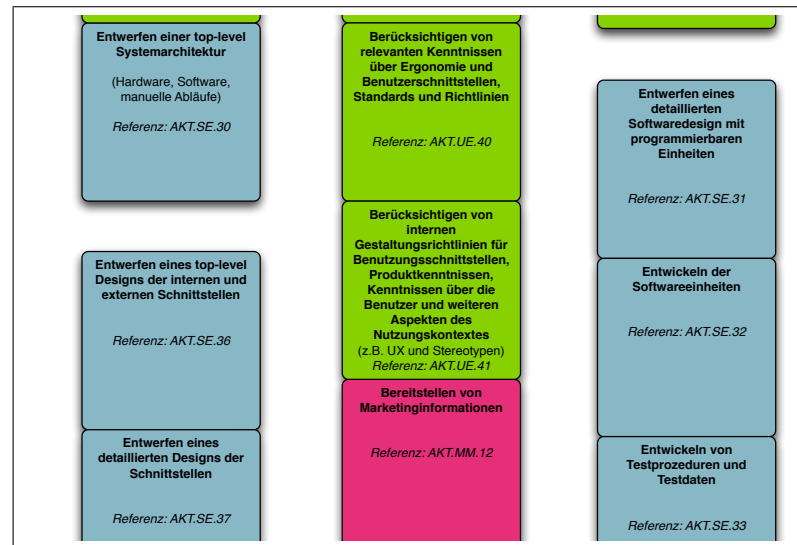 Entwerfen einer top-level
Systemarchitektur
(Hardware, Software,
manuelle Abläufe)
Referenz: AKT.SE.30
Entwerfen eines top-level
Designs der internen und
externen Schnittstellen
Referenz: AKT.SE.36
Entwerfen eines
detaillierten Designs der
Schnittstellen
Referenz: AKT.SE.37
Berücksichtigen von
relevanten Kenntnissen
über Ergonomie und
Benutzerschnittstellen,
Standards und Richtlinien
Referenz: AKT.UE.40
Berücksichtigen von
internen
Gestaltungsrichtlinien für
Benutzungsschnittstellen,
Produktkenntnissen,
Kenntnissen über die
Benutzer und weiteren
Aspekten des
Nutzungskontextes
(z.B. UX und Stereotypen)
Referenz: AKT.UE.41
Bereitstellen von
Marketinginformationen
Referenz: AKT.MM.12
Entwerfen eines
detaillierten
Softwaredesign mit
programmierbaren
Einheiten
Referenz: AKT.SE.31
Entwickeln der
Softwareeinheiten
Referenz: AKT.SE.32
Entwickeln von
Testprozeduren und
Testdaten
Referenz: AKT.SE.33